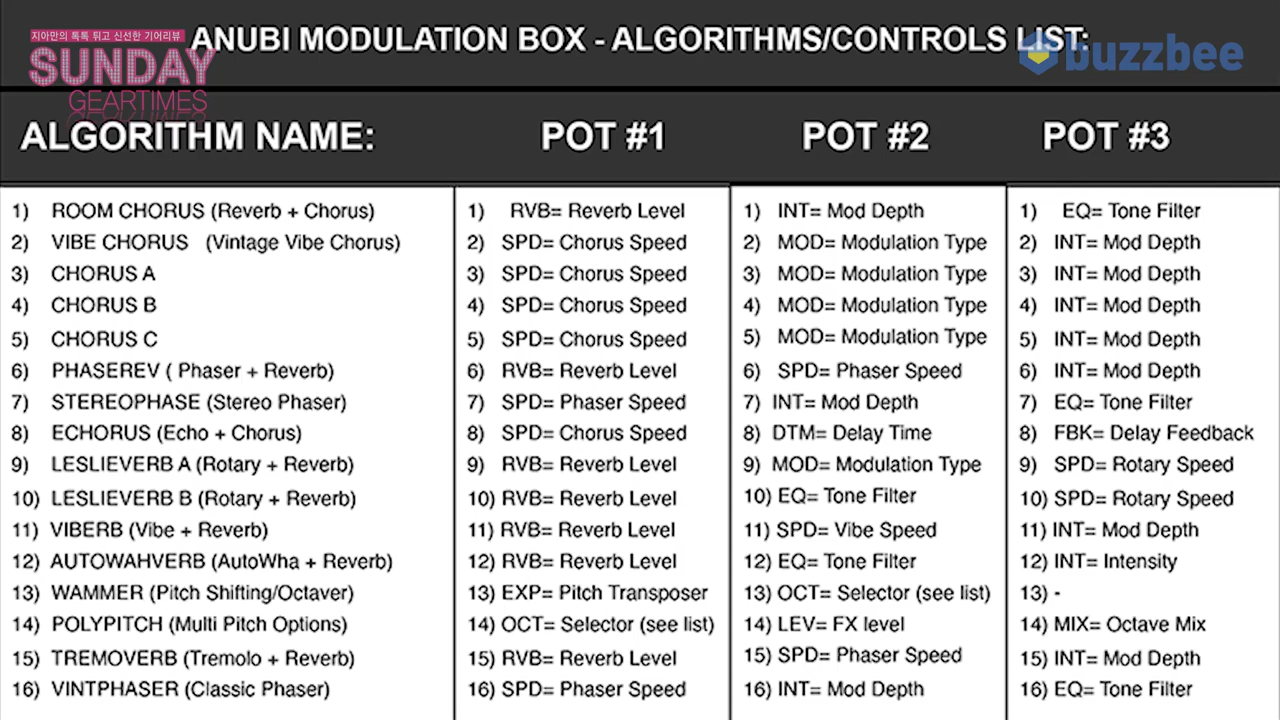 지아만의 톡톡 튀고 신선한 기어리뷰
SUNDAY
GEARTIMES
ANUBI MODULATION BOX - ALGORITHMS/CONTROLS LIST:
buzzbee
ALGORITHM NAME: POT #1 POT #2 POT #3
1) ROOM CHORUS (Reverb + Chorus) 1) RVB= Reverb Level 1) INT= Mod Depth 1) EQ= Tone Filter
2) VIBE CHORUS (Vintage Vibe Chorus) 2) SPD= Chorus Speed 2) MOD= Modulation Type 2) INT= Mod Depth
3) CHORUS A 3) SPD= Chorus Speed 3) MOD= Modulation Type 3) INT= Mod Depth
4) CHORUS B 4) SPD= Chorus Speed 4) MOD= Modulation Type 4) INT= Mod Depth
5) CHORUS C 5) SPD= Chorus Speed 5) MOD= Modulation Type 5) INT= Mod Depth
6) PHASEREV ( Phaser + Reverb) 6) RVB= Reverb Level 6) SPD= Phaser Speed 6) INT= Mod Depth
7) STEREOPHASE (Stereo Phaser) 7) SPD= Phaser Speed 7) INT= Mod Depth 7) EQ= Tone Filter
8) ECHORUS (Echo + Chorus) 8) SPD= Chorus Speed 8) DTM= Delay Time 8) FBK= Delay Feedback
9) LESLIEVERB A (Rotary + Reverb) 9) RVB= Reverb Level 9) MOD= Modulation Type 9) SPD= Rotary Speed
10) LESLIEVERB B (Rotary + Reverb) 10) RVB= Reverb Level 10) EQ= Tone Filter 10) SPD= Rotary Speed
11) VIBERB (Vibe + Reverb) 11) RVB= Reverb Level 11) SPD= Vibe Speed 11) INT= Mod Depth
12) AUTOWAHVERB (AutoWha + Reverb) 12) RVB= Reverb Level 12) EQ= Tone Filter 12) INT= Intensity
13) WAMMER (Pitch Shifting/Octaver) 13) EXP= Pitch Transposer 13) OCT= Selector (see list) 13) -
14) POLYPITCH (Multi Pitch Options) 14) OCT= Selector (see list) 14) LEV= FX level 14) MIX= Octave Mix
15) TREMOVERB (Tremolo + Reverb) 15) RVB= Reverb Level 15) SPD= Phaser Speed 15) INT= Mod Depth
16) VINTPHASER (Classic Phaser) 16) SPD= Phaser Speed 16) INT= Mod Depth 16) EQ= Tone Filter